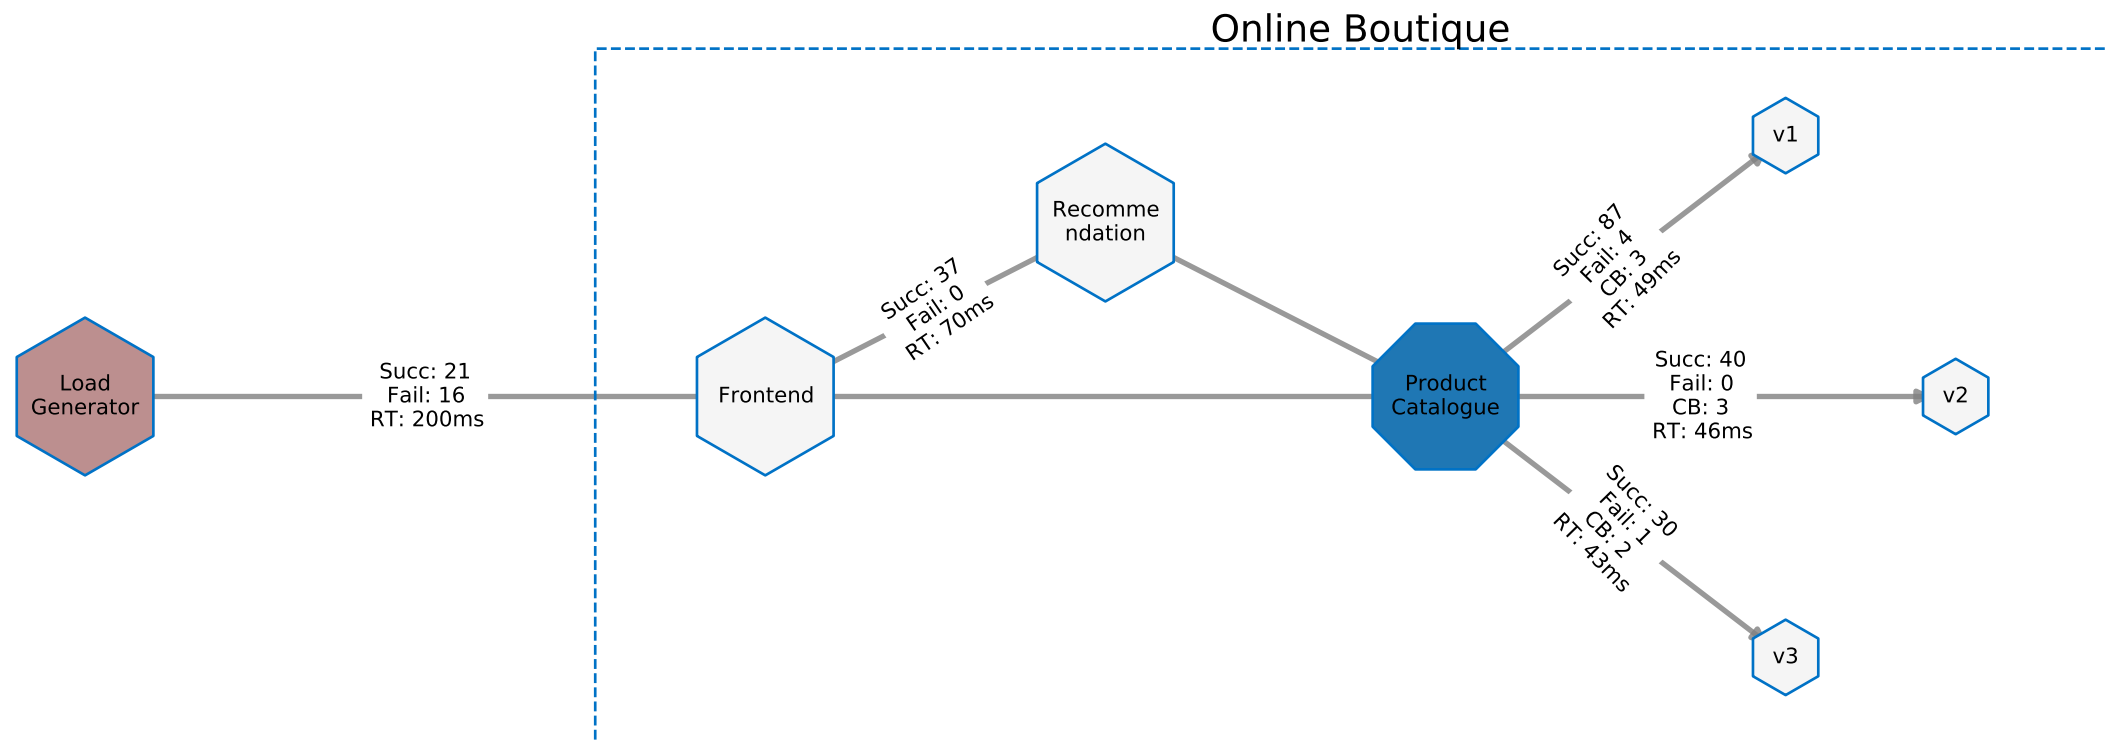 Online Boutique
Load
Generator
Succ: 21
Fail: 16
RT: 200ms
Frontend
Succ: 37
Fail: 0
RT: 70ms
Recomme
ndation
Product
Catalogue
Succ: 87
Fail: 4
CB: 3
RT: 49ms
v1
Succ: 40
Fail: 0
CB: 3
RT: 46ms
v2
Succ: 30
Fail: 1
CB: 2
RT: 43ms
v3